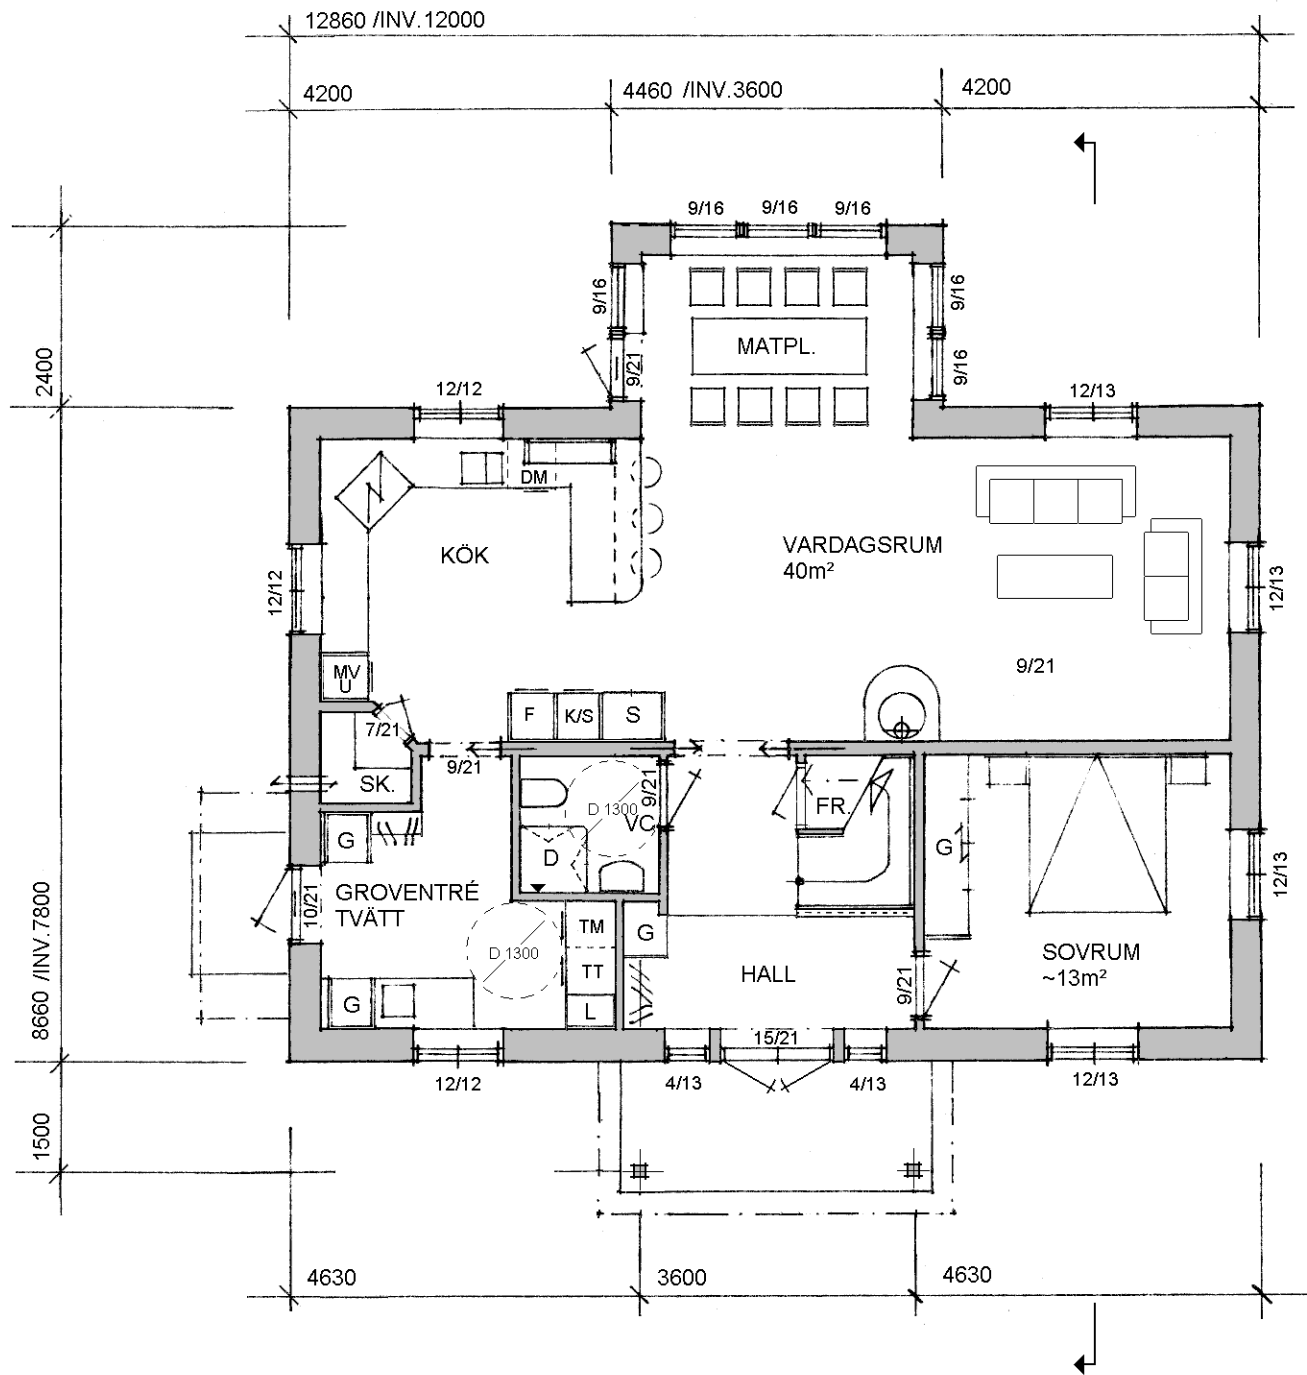 12860 /INV.12000
4200
4460 /INV.3600
4200
9/16
9/16
9/16
9/16
9/16
2400
MATPL.
9/21
9/16
12/12
12/13
DM
KÖK
VARDAGSRUM
40m²
12/12
12/13
MV
U
9/21
7/21
F
K/S
S
9/21
SK.
9/21
D 1300
VC
FR.
G
G
D
12/13
8660 /INV.7800
10/21
GROVENTRÉ
TVÄTT
TM
G
D 1300
HALL
SOVRUM
~13m²
TT
9/21
G
L
15/21
12/12
4/13
4/13
12/13
1500
4630
3600
4630